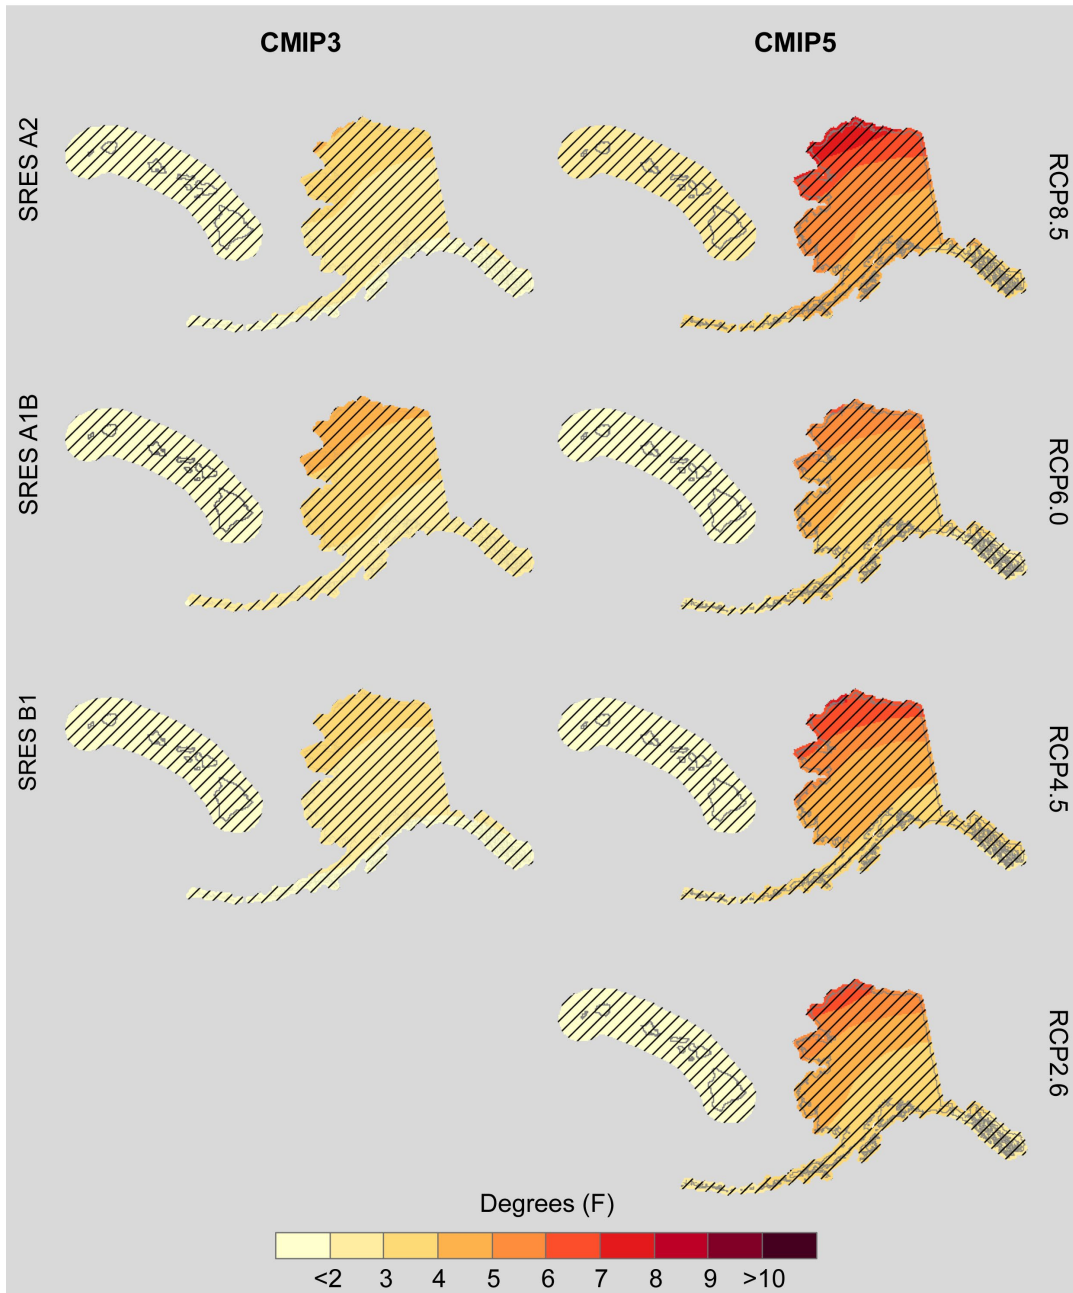 CMIP3 CMIP5
SRES A2
RCP8.5
SRES A1B
RCP6.0
SRES B1
RCP4.5
RCP2.6
Degrees (F)
<2 3 4 5 6 7 8 9 >10